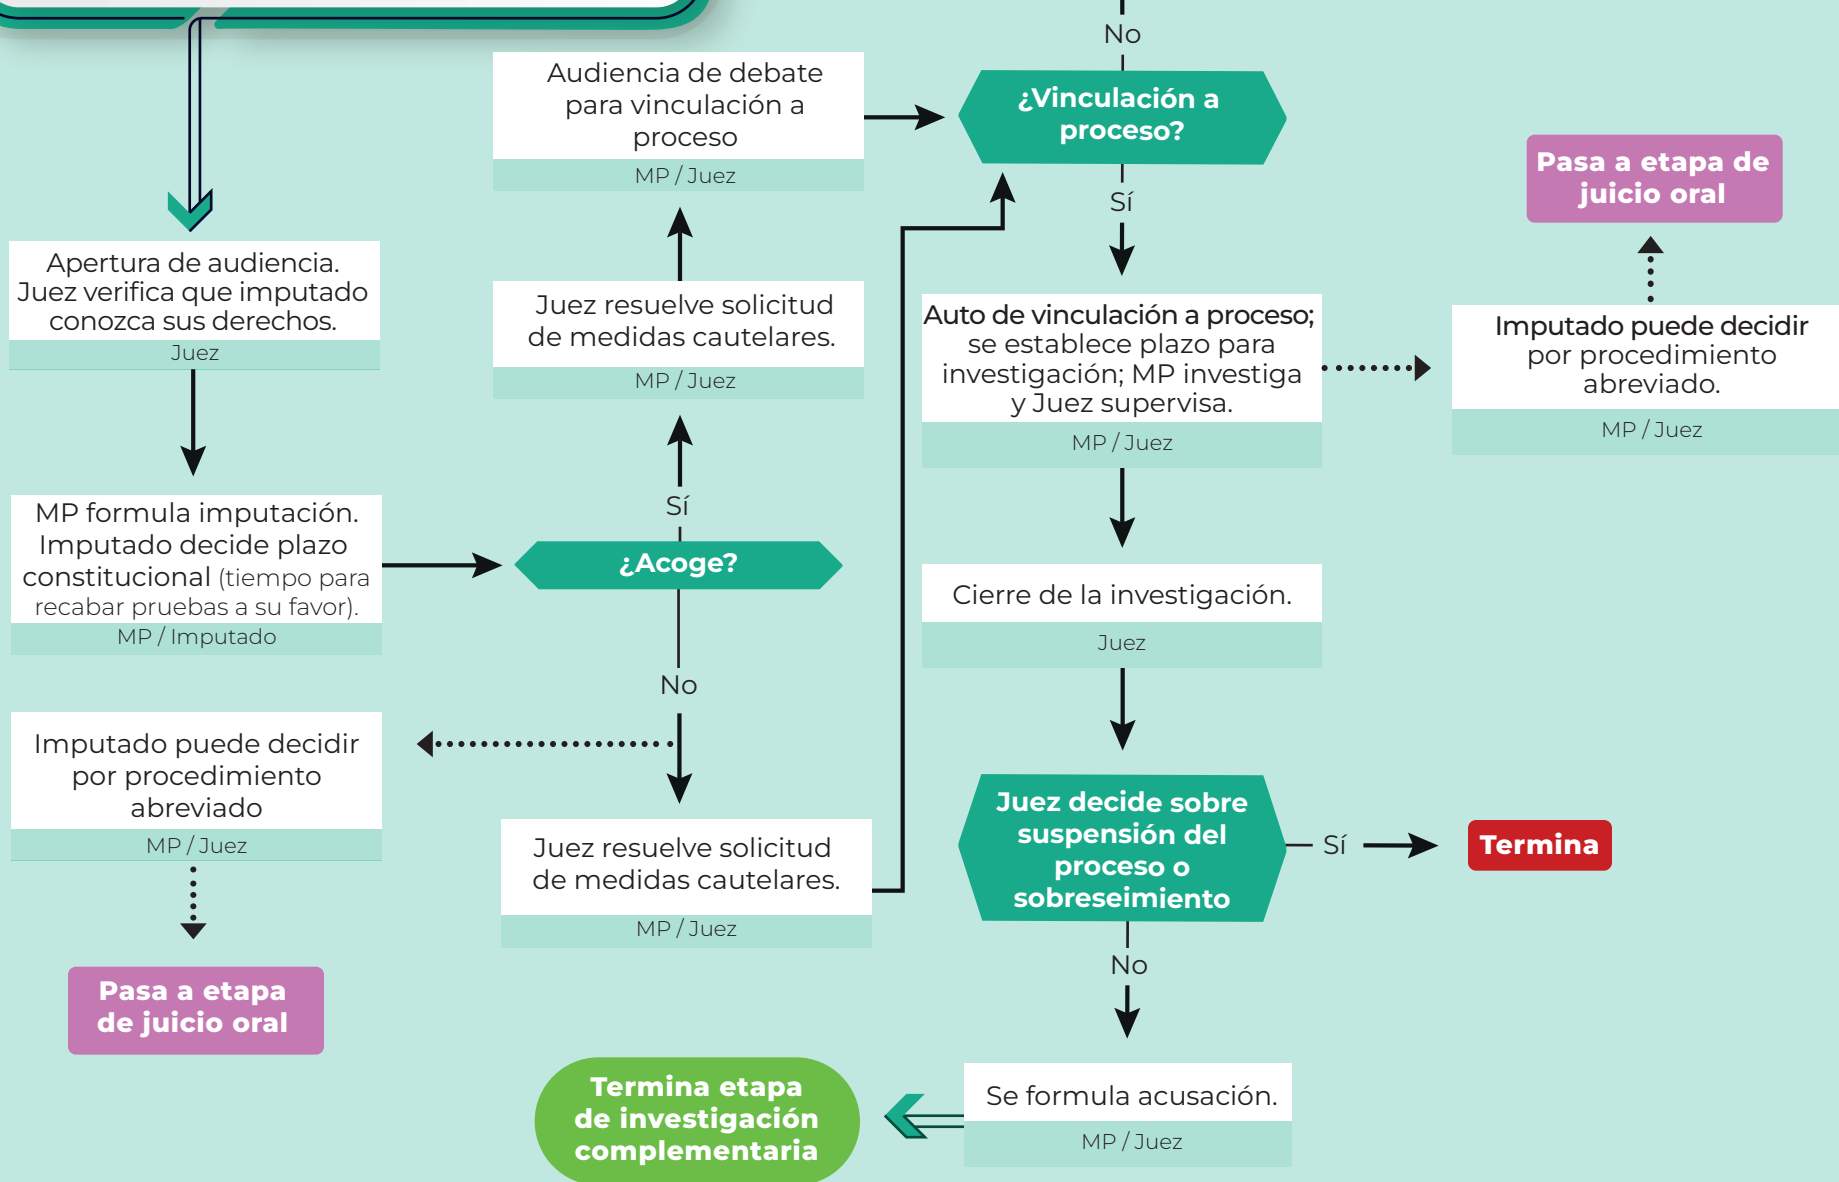 Apertura de audiencia.
Juez verifica que imputado
conozca sus derechos.
Juez
MP formula imputación.
Imputado decide plazo
constitucional (tiempo para
recabar pruebas a su favor).
MP / Imputado
¿Acoge?
Sí
Juez resuelve solicitud
de medidas cautelares.
MP / Juez
Audiencia de debate
para vinculación a
proceso
MP / Juez
No
Imputado puede decidir
por procedimiento
abreviado
MP / Juez
Pasa a etapa
de juicio oral
Juez resuelve solicitud
de medidas cautelares.
MP / Juez
No
¿Vinculación a
proceso?
Sí
Auto de vinculación a proceso;
se establece plazo para
investigación; MP investiga
y Juez supervisa.
MP / Juez
Imputado puede decidir
por procedimiento
abreviado.
MP / Juez
Pasa a etapa de
juicio oral
Cierre de la investigación.
Juez
Juez decide sobre
suspensión del
proceso o
sobreseimiento
Sí
Termina
No
Se formula acusación.
MP / Juez
Termina etapa
de investigación
complementaria